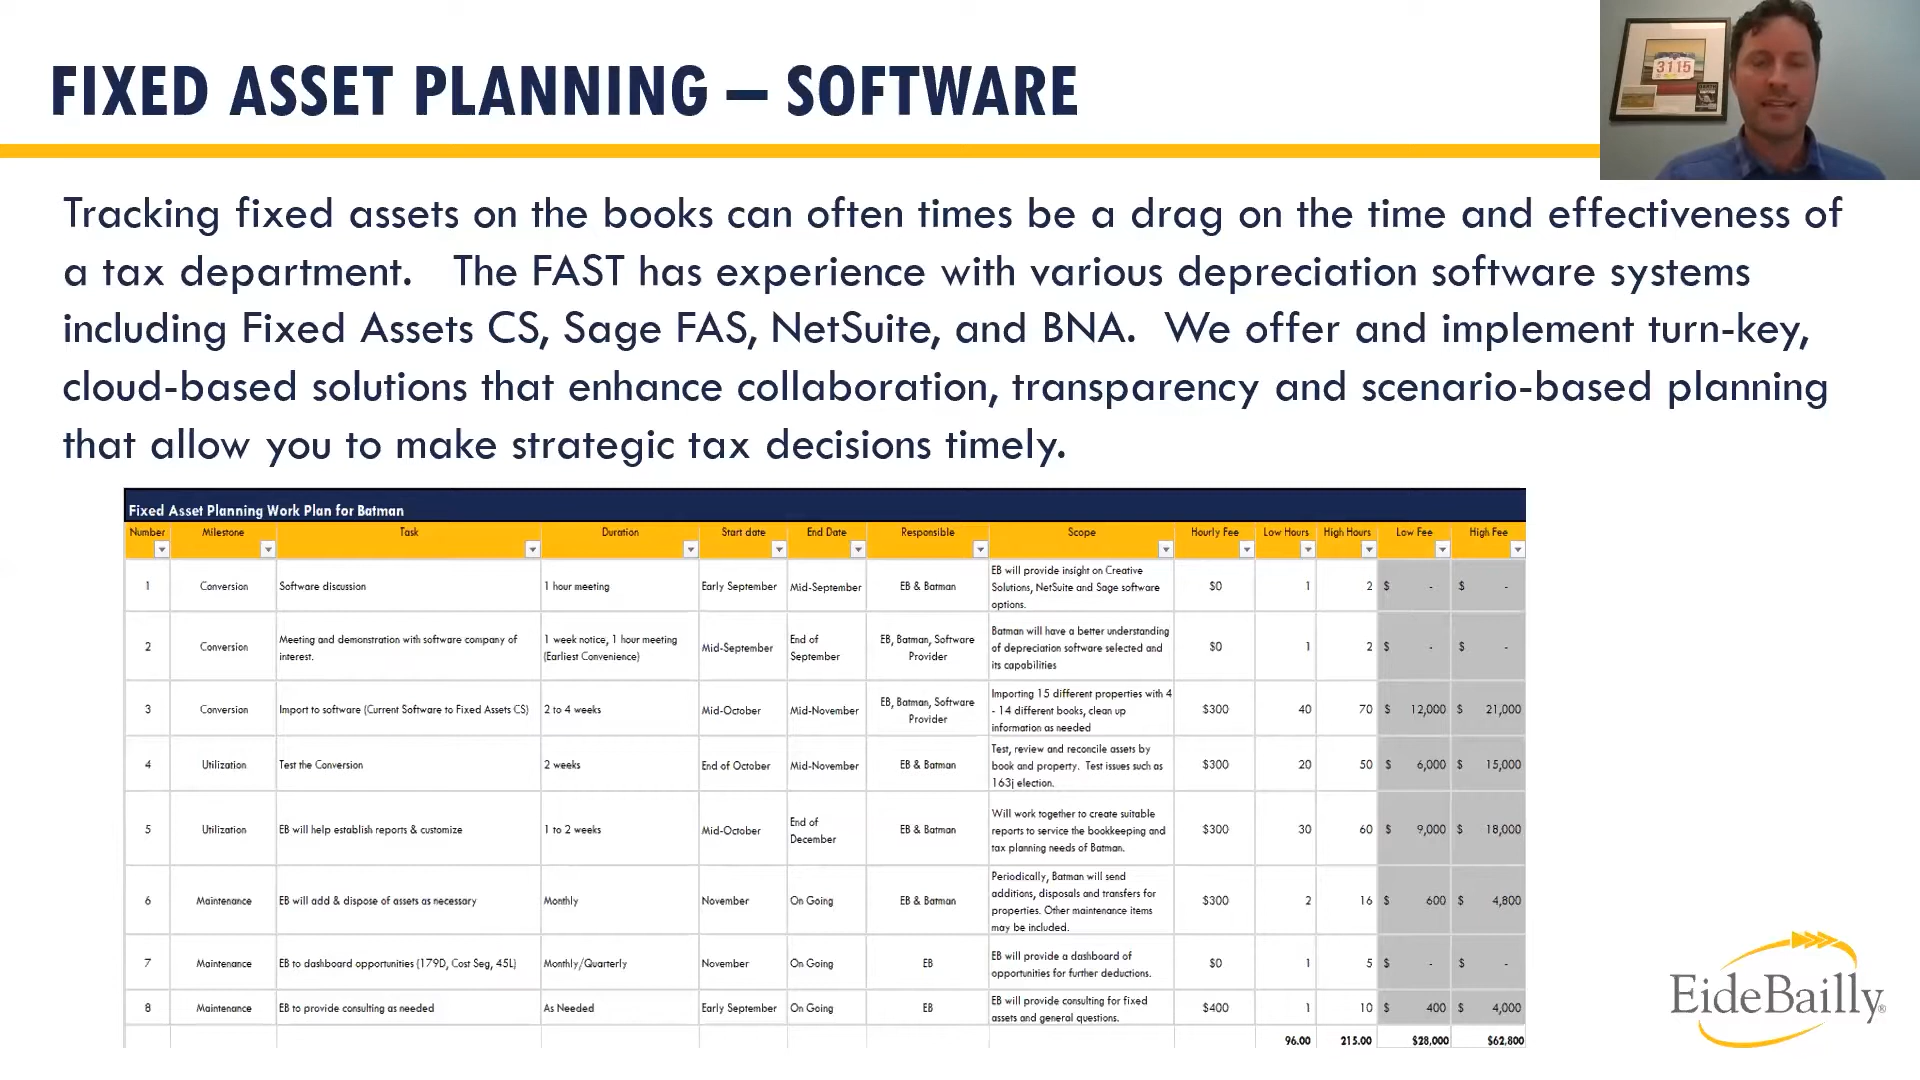 FIXED ASSET PLANNING – SOFTWARE
3115
Tracking fixed assets on the books can often times be a drag on the time and effectiveness of
a tax department. The FAST has experience with various depreciation software systems
including Fixed Assets CS, Sage FAS, NetSuite, and BNA. We offer and implement turn-key,
cloud-based solutions that enhance collaboration, transparency and scenario-based planning
that allow you to make strategic tax decisions timely.
Fixed Asset Planning Work Plan for Batman
Number Milestone Task Duration Start date End Date Responsible Scope Hourly Fee Low Hours High Hours Low Fee High Fee
1 Conversion Software discussion 1 hour meeting Early September Mid-September EB & Batman EB will provide insight on Creative
Solutions, NetSuite and Sage software
options. $0 1 2 $ - $ -
2 Conversion Meeting and demonstration with software company of
interest. 1 week notice, 1 hour meeting
(Earliest Convenience) Mid-September End of
September EB, Batman, Software
Provider Batman will have a better understanding
of depreciation software selected and
its capabilities $0 1 2 $ - $ -
3 Conversion Import to software (Current Software to Fixed Assets CS) 2 to 4 weeks Mid-October Mid-November EB, Batman, Software
Provider Importing 15 different properties with 4
- 14 different books, clean up
information as needed $300 40 70 $ 12,000 $ 21,000
4 Utilization Test the Conversion 2 weeks End of October Mid-November EB & Batman Test, review and reconcile assets by
book and property. Test issues such as
163j election. $300 20 50 $ 6,000 $ 15,000
5 Utilization EB will help establish reports & customize 1 to 2 weeks Mid-October End of
December EB & Batman Will work together to create suitable
reports to service the bookkeeping and
tax planning needs of Batman. $300 30 60 $ 9,000 $ 18,000
6 Maintenance EB will add & dispose of assets as necessary Monthly November On Going EB & Batman Periodically, Batman will send
additions, disposals and transfers for
properties. Other maintenance items
may be included. $300 2 16 $ 600 $ 4,800
7 Maintenance EB to dashboard opportunities (179D, Cost Seg, 45L) Monthly/Quarterly November On Going EB EB will provide a dashboard of
opportunities for further deductions. $0 1 5 $ - $ -
8 Maintenance EB to provide consulting as needed As Needed Early September On Going EB EB will provide consulting for fixed
assets and general questions. $400 1 10 $ 400 $ 4,000
96.00 215.00 $28,000 $62,800
EideBailly®